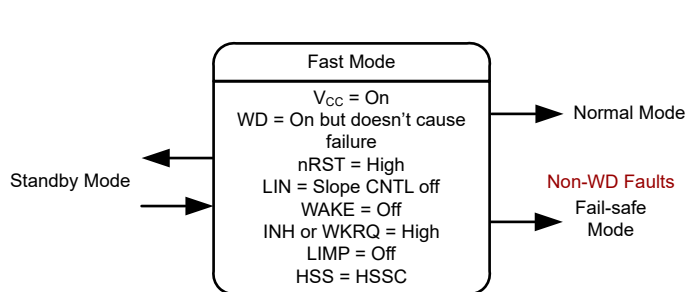 Fast Mode
V_CC = On
WD = On but doesn't cause
failure
nRST = High
LIN = Slope CNTL off
WAKE = Off
INH or WKRQ = High
LIMP = Off
HSS = HSSC
Standby Mode
Normal Mode
Non-WD Faults
Fail-safe
Mode